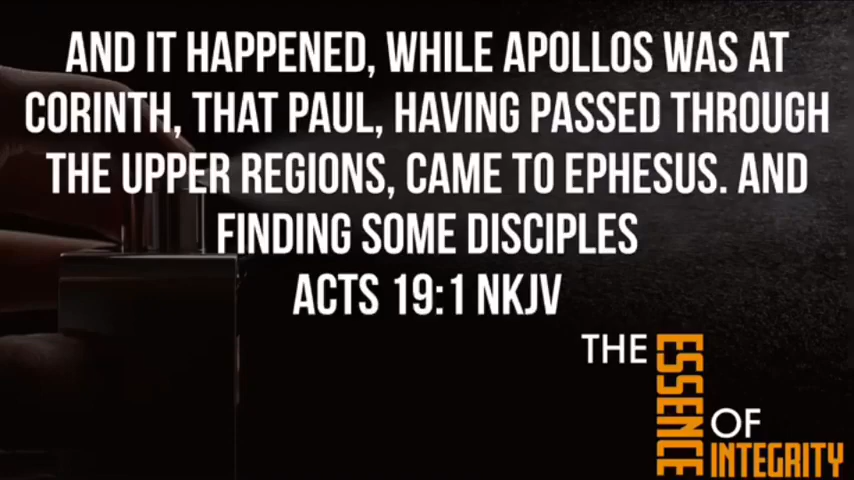 AND IT HAPPENED, WHILE APOLLOS WAS AT
CORINTH, THAT PAUL, HAVING PASSED THROUGH
THE UPPER REGIONS, CAME TO EPHESUS. AND
FINDING SOME DISCIPLES
ACTS 19:1 NKJV
THE
ESSENCE
OF
INTEGRITY